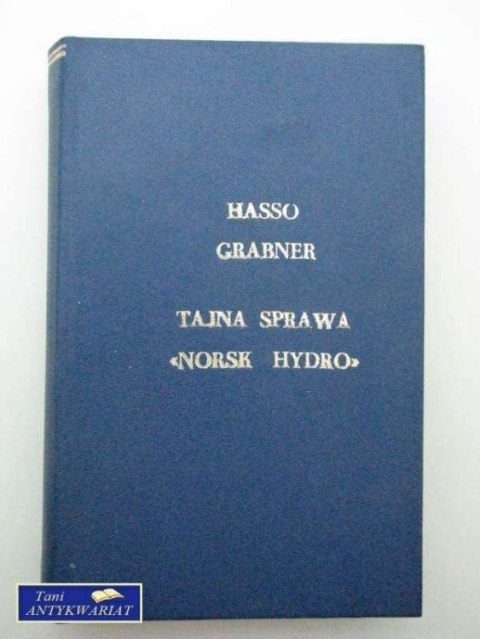 HASSO
GRABNER
TAJNA SPRAWA
«NORSK HYDRO»
Tani
ANTYKWARIAT